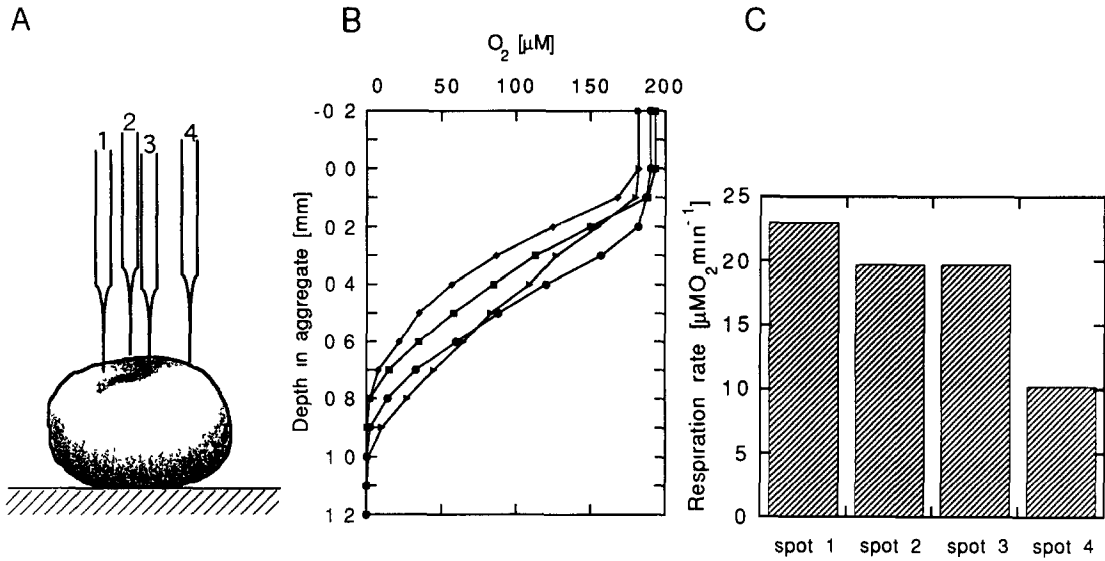 A
1
2
3
4
B
O2 [µM]
0 50 100 150 200
-0 2
0 0
0 2
0 4
0 6
0 8
1 0
1 2
Depth in aggregate [mm]
C
25
20
15
10
5
0
Respiration rate [µMO2min-1]
spot 1 spot 2 spot 3 spot 4